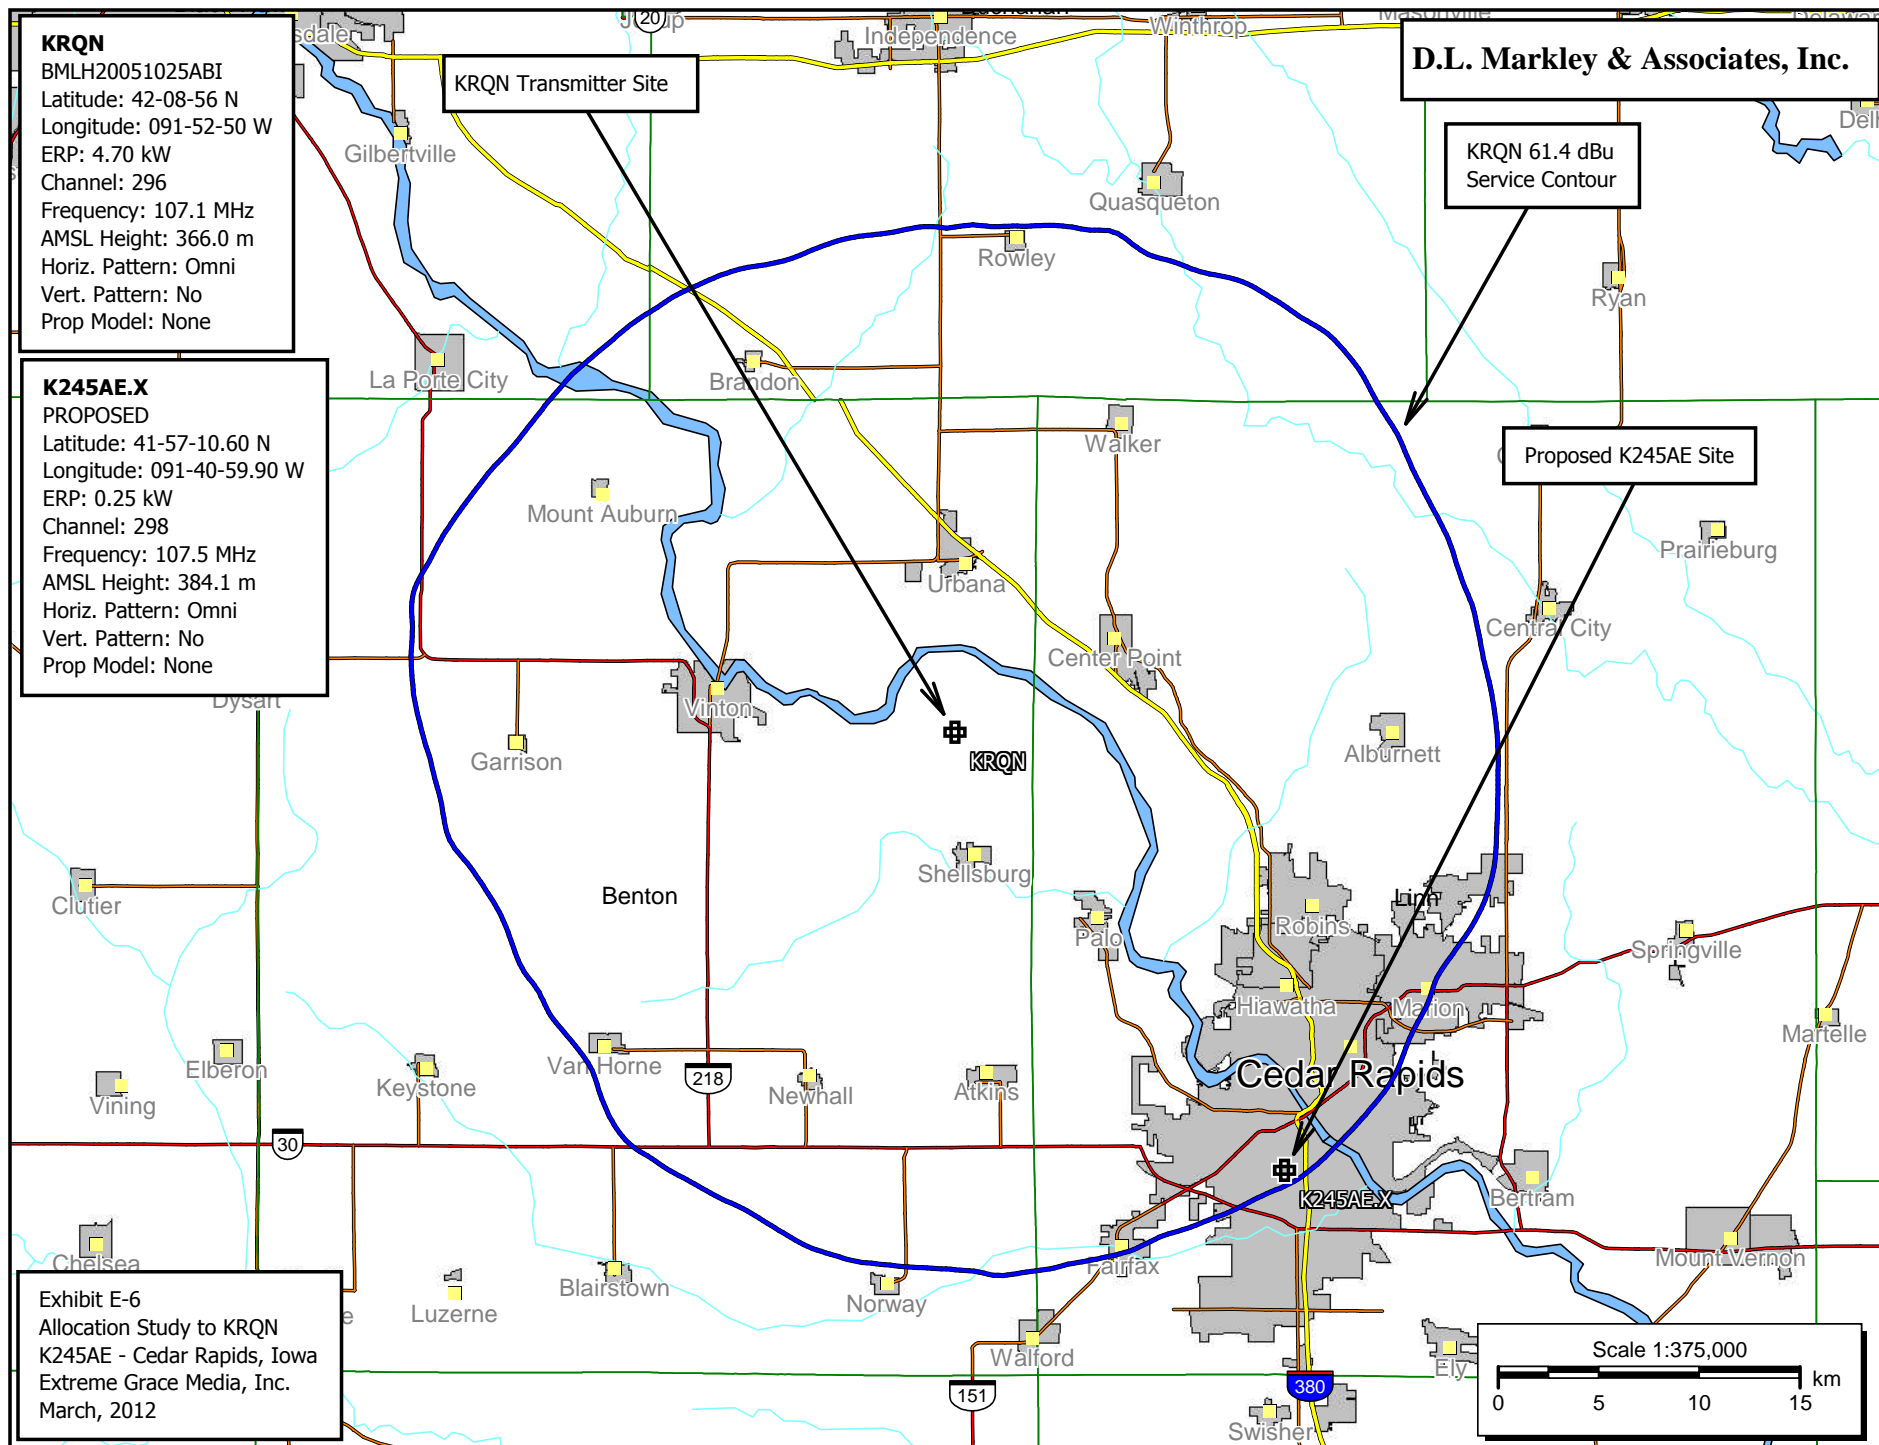 KRQN
BMLH20051025ABI
Latitude: 42-08-56 N
Longitude: 091-52-50 W
ERP: 4.70 kW
Channel: 296
Frequency: 107.1 MHz
AMSL Height: 366.0 m
Horiz. Pattern: Omni
Vert. Pattern: No
Prop Model: None
K245AE.X
PROPOSED
Latitude: 41-57-10.60 N
Longitude: 091-40-59.90 W
ERP: 0.25 kW
Channel: 298
Frequency: 107.5 MHz
AMSL Height: 384.1 m
Horiz. Pattern: Omni
Vert. Pattern: No
Prop Model: None
KRQN Transmitter Site
D.L. Markley & Associates, Inc.
KRQN 61.4 dBu
Service Contour
Proposed K245AE Site
20
Independence
Winthrop
Gilbertville
Quasqueton
Rowley
Ryan
La Porte City
Brandon
Walker
Mount Auburn
Urbana
Prairieburg
Central City
Center Point
Dysart
Vinton
Garrison
KRQN
Alburnett
Clutier
Benton
Shellsburg
Linn
Palo
Robins
Springville
Hiawatha
Marion
Martelle
Elberon
Van Horne
Keystone
218
Newhall
Atkins
Cedar Rapids
Vining
30
K245AE.X
Bertram
Chelsea
Fairfax
Mount Vernon
Blairstown
Luzerne
Norway
Walford
Ely
151
380
Swisher
Exhibit E-6
Allocation Study to KRQN
K245AE - Cedar Rapids, Iowa
Extreme Grace Media, Inc.
March, 2012
Scale 1:375,000
km
0 5 10 15